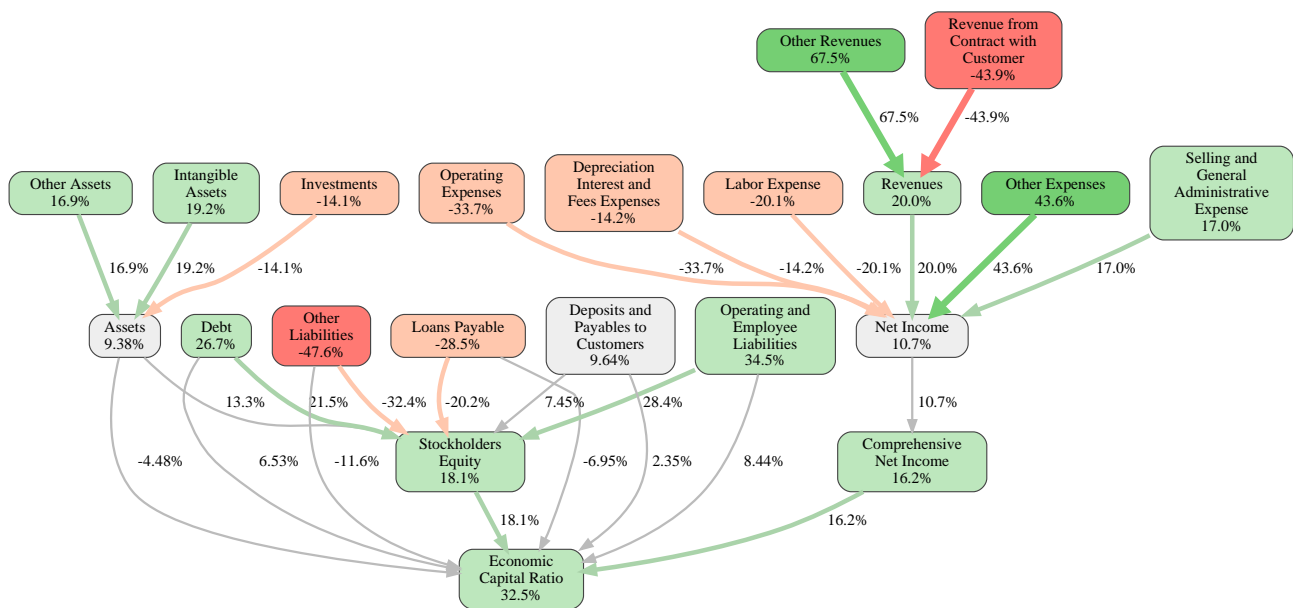 Other Revenues
67.5%
Revenue from
Contract with
Customer
-43.9%
67.5%
-43.9%
Other Assets
16.9%
Intangible
Assets
19.2%
Investments
-14.1%
Operating
Expenses
-33.7%
Depreciation
Interest and
Fees Expenses
-14.2%
Labor Expense
-20.1%
Revenues
20.0%
Other Expenses
43.6%
Selling and
General
Administrative
Expense
17.0%
16.9%
19.2%
-14.1%
-33.7%
-14.2%
-20.1%
20.0%
43.6%
17.0%
Assets
9.38%
Debt
26.7%
Other
Liabilities
-47.6%
Loans Payable
-28.5%
Deposits and
Payables to
Customers
9.64%
Operating and
Employee
Liabilities
34.5%
Net Income
10.7%
13.3%
21.5%
-32.4%
-20.2%
7.45%
28.4%
10.7%
Stockholders
Equity
18.1%
Comprehensive
Net Income
16.2%
-4.48%
6.53%
-11.6%
-6.95%
2.35%
8.44%
18.1%
16.2%
Economic
Capital Ratio
32.5%